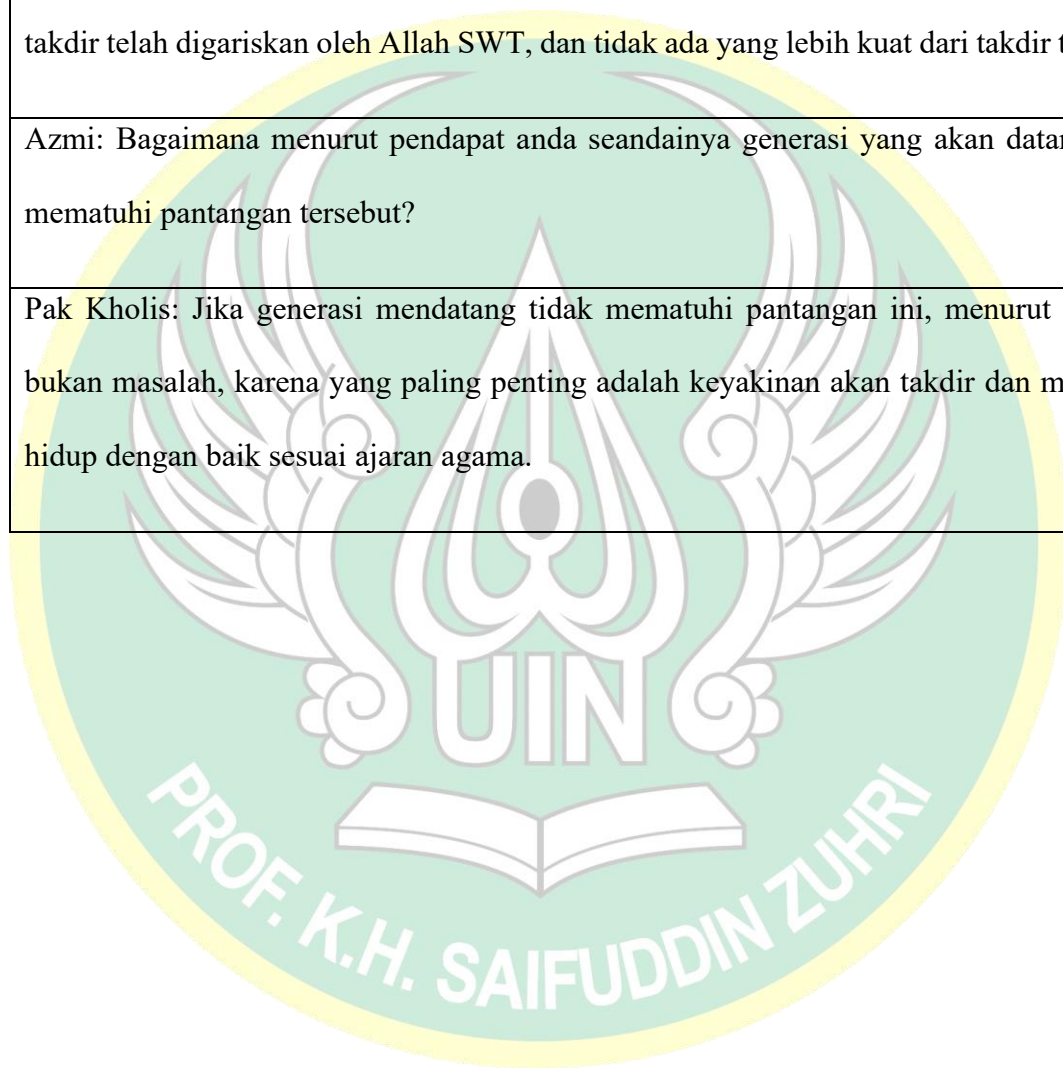 takdir telah digariskan oleh Allah SWT, dan tidak ada yang lebih kuat dari takdir
Azmi: Bagaimana menurut pendapat anda seandainya generasi yang akan
mematuhi pantangan tersebut?
Pak Kholis: Jika generasi mendatang tidak mematuhi pantangan ini, menurut
bukan masalah, karena yang paling penting adalah keyakinan akan takdir dan
hidup dengan baik sesuai ajaran agama.
UIN
PROF. K.H. SAIFUDDIN ZUHRI